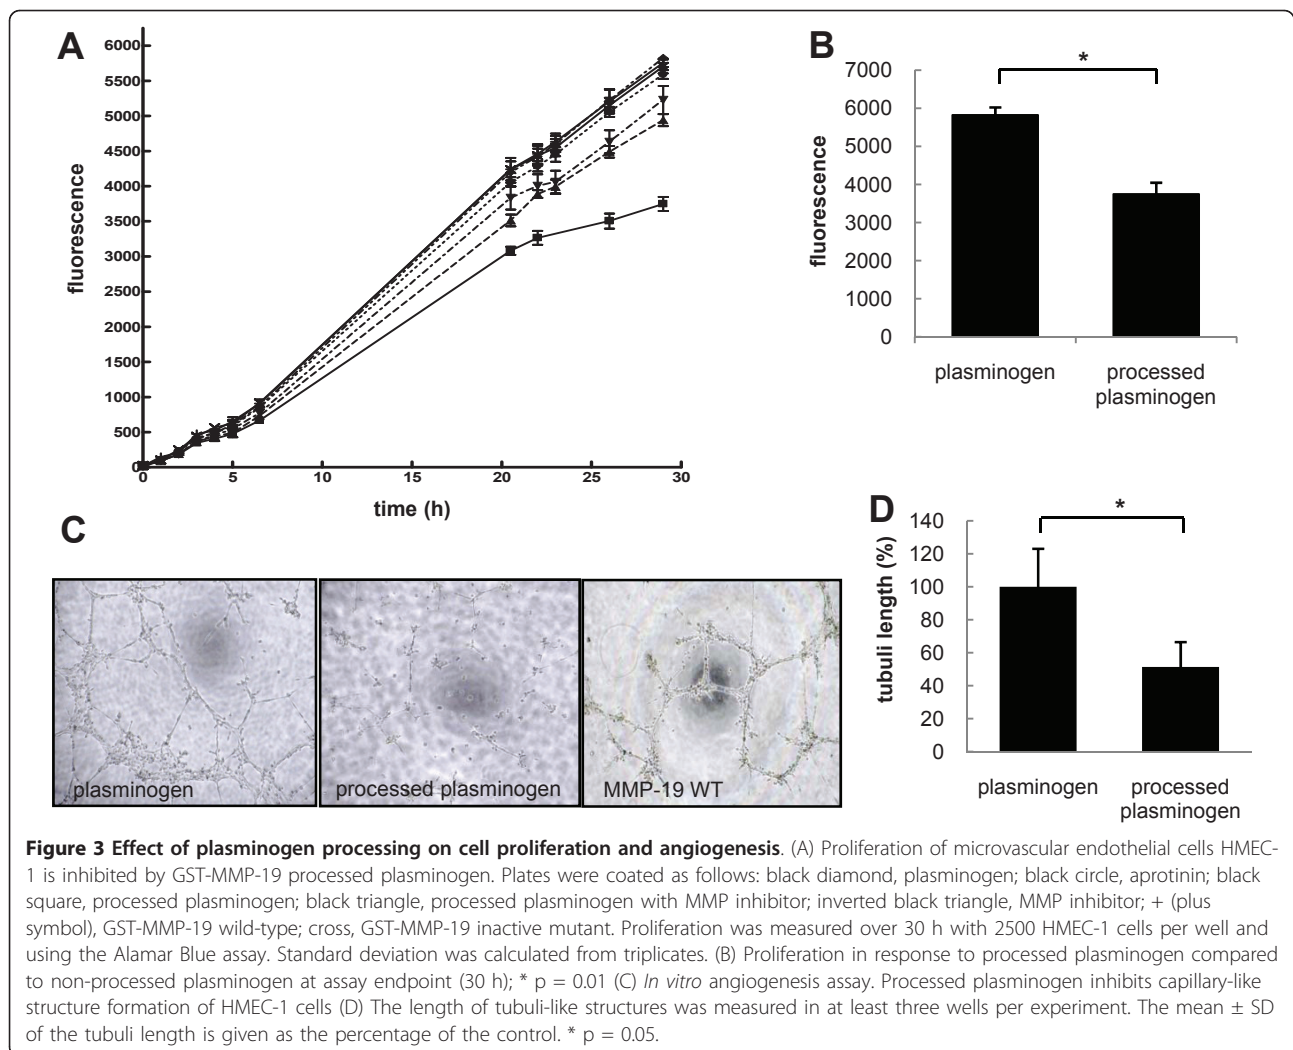 A
6000
5500
5000
4500
4000
3500
3000
2500
2000
1500
1000
500
0
fluorescence
0 5 10 15 20 25 30
time (h)
B
*
7000
6000
5000
4000
3000
2000
1000
0
fluorescence
plasminogen
processed
plasminogen
C
plasminogen
processed plasminogen
MMP-19 WT
D
*
140
120
100
80
60
40
20
0
tubuli length (%)
plasminogen
processed
plasminogen
Figure 3 Effect of plasminogen processing on cell proliferation and angiogenesis. (A) Proliferation of microvascular endothelial cells HMEC-
1 is inhibited by GST-MMP-19 processed plasminogen. Plates were coated as follows: black diamond, plasminogen; black circle, aprotinin; black
square, processed plasminogen; black triangle, processed plasminogen with MMP inhibitor; inverted black triangle, MMP inhibitor; + (plus
symbol), GST-MMP-19 wild-type; cross, GST-MMP-19 inactive mutant. Proliferation was measured over 30 h with 2500 HMEC-1 cells per well and
using the Alamar Blue assay. Standard deviation was calculated from triplicates. (B) Proliferation in response to processed plasminogen compared
to non-processed plasminogen at assay endpoint (30 h); * p = 0.01 (C) In vitro angiogenesis assay. Processed plasminogen inhibits capillary-like
structure formation of HMEC-1 cells (D) The length of tubuli-like structures was measured in at least three wells per experiment. The mean ± SD
of the tubuli length is given as the percentage of the control. * p = 0.05.